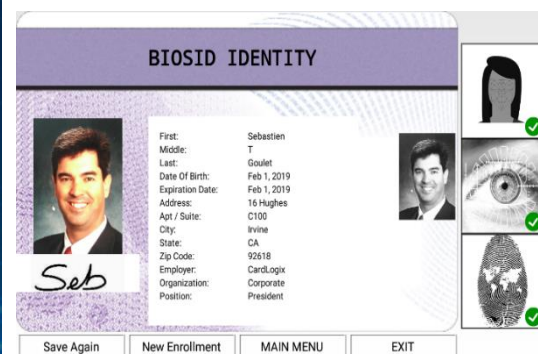 BIOSID IDENTITY
First: Sebastien
Middle: T
Last: Goulet
Date Of Birth: Feb 1, 2019
Expiration Date: Feb 1, 2019
Address: 16 Hughes
Apt / Suite: C100
City: Irvine
State: CA
Zip Code: 92618
Employer: CardLogix
Organization: Corporate
Position: President
Seb
Save Again New Enrollment MAIN MENU EXIT